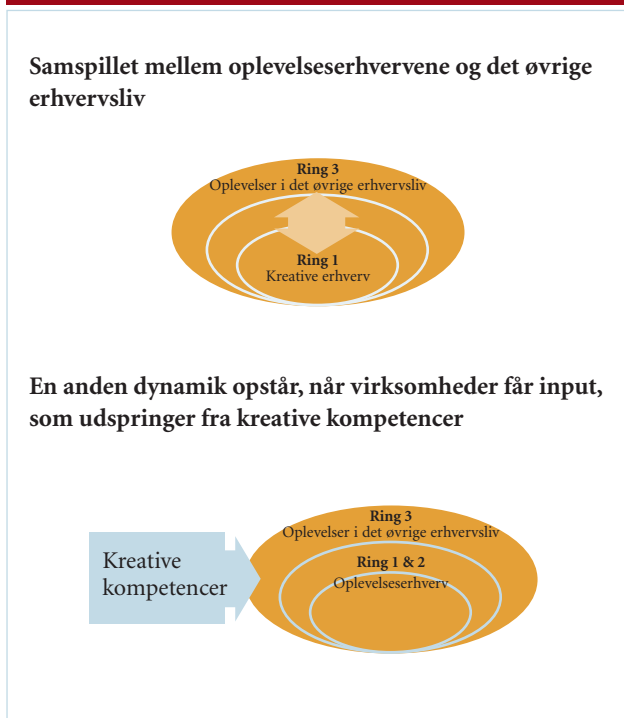 Samspillet mellem oplevelseserhvervene og det øvrige
erhvervsliv
Ring 3
Oplevelser i det øvrige erhvervsliv
Ring 1
Kreative erhverv
En anden dynamik opstår, når virksomheder får input,
som udspringer fra kreative kompetencer
Kreative
kompetencer
Ring 3
Oplevelser i det øvrige erhvervsliv
Ring 1 & 2
Oplevelseserhverv